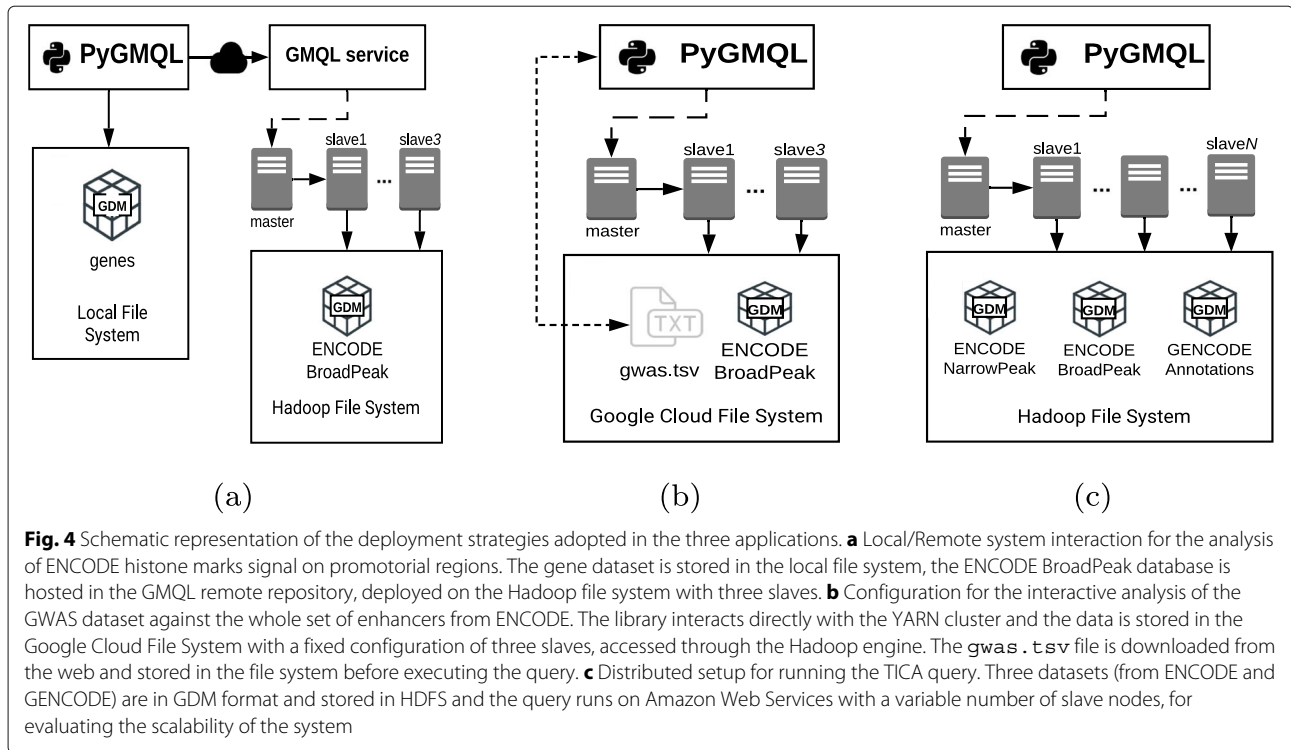 PyGMQL
GMQL service
slave1
slave3
...
master
GDM
genes
Local File
System
GDM
ENCODE
BroadPeak
Hadoop File System
(a)
PyGMQL
slave1
slave3
...
master
TXT
gwas.tsv
GDM
ENCODE
BroadPeak
Google Cloud File System
(b)
PyGMQL
slave1
slaveN
...
...
master
GDM
ENCODE
NarrowPeak
GDM
ENCODE
BroadPeak
GDM
GENCODE
Annotations
Hadoop File System
(c)
Fig. 4 Schematic representation of the deployment strategies adopted in the three applications. a Local/Remote system interaction for the analysis
of ENCODE histone marks signal on promotorial regions. The gene dataset is stored in the local file system, the ENCODE BroadPeak database is
hosted in the GMQL remote repository, deployed on the Hadoop file system with three slaves. b Configuration for the interactive analysis of the
GWAS dataset against the whole set of enhancers from ENCODE. The library interacts directly with the YARN cluster and the data is stored in the
Google Cloud File System with a fixed configuration of three slaves, accessed through the Hadoop engine. The gwas.tsv file is downloaded from
the web and stored in the file system before executing the query. c Distributed setup for running the TICA query. Three datasets (from ENCODE and
GENCODE) are in GDM format and stored in HDFS and the query runs on Amazon Web Services with a variable number of slave nodes, for
evaluating the scalability of the system